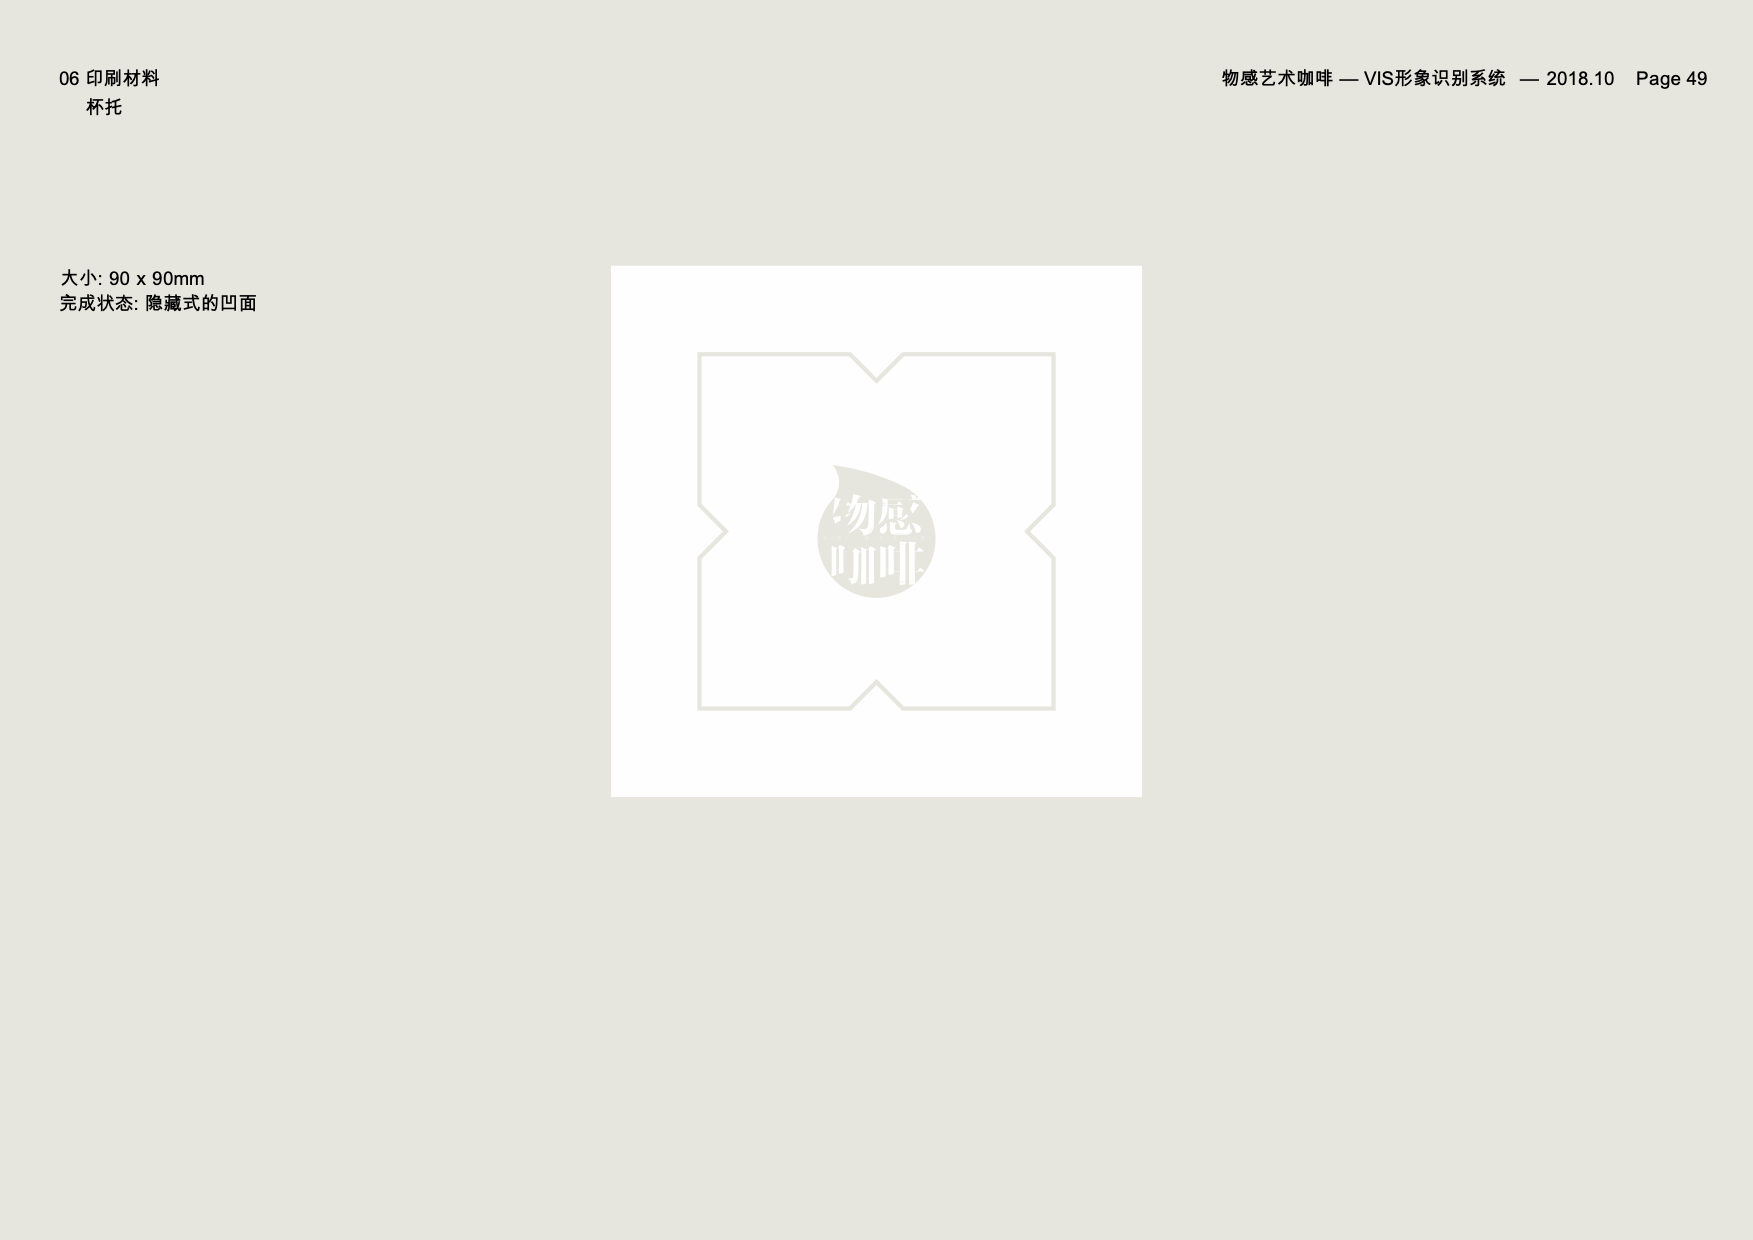 06 印刷材料
杯托
物感艺术咖啡 — VIS形象识别系统 — 2018.10 Page 49
大小: 90 x 90mm
完成状态: 隐藏式的凹面
物感
咖啡